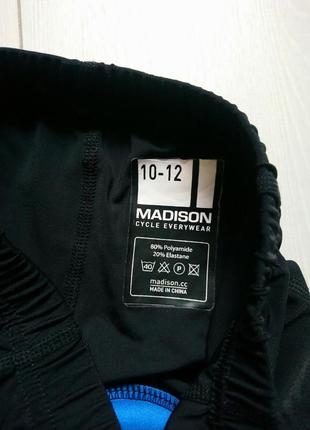 10-12
MADISON
CYCLE EVERYWEAR
80% Polyamide
20% Elastane
40 P
madison.cc
MADE IN CHINA